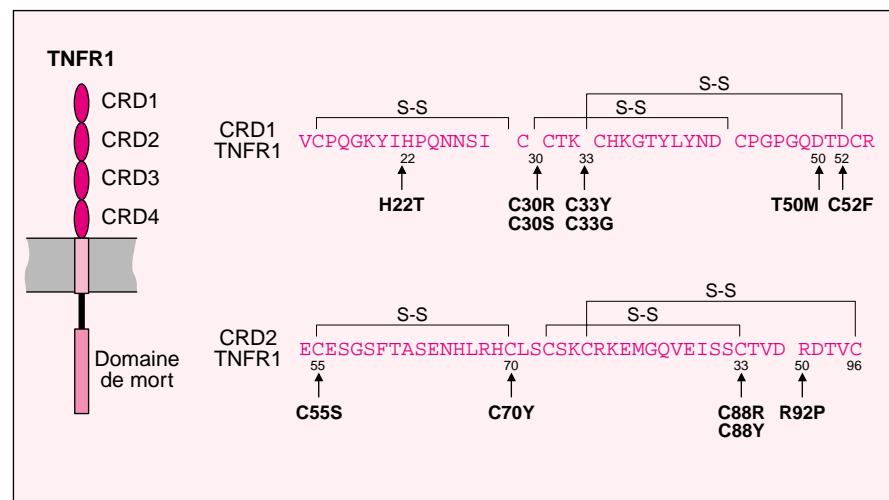 TNFR1
CRD1
CRD2
CRD3
CRD4
Domaine
de mort
S-S
S-S S-S
CRD1
TNFR1
VCPQGKYIHPQNNSI C CTK CHKGTYLYND CPGPGQDTDCR
22 30 33 50 52
H22T C30R C33Y T50M C52F
C30S C33G
S-S
S-S S-S
CRD2
TNFR1
ECESGSFTASENHLRHCLSCSKCRKEMGQVEISSCTVD RDTVC
55 70 33 50 96
C55S C70Y C88R R92P
C88Y